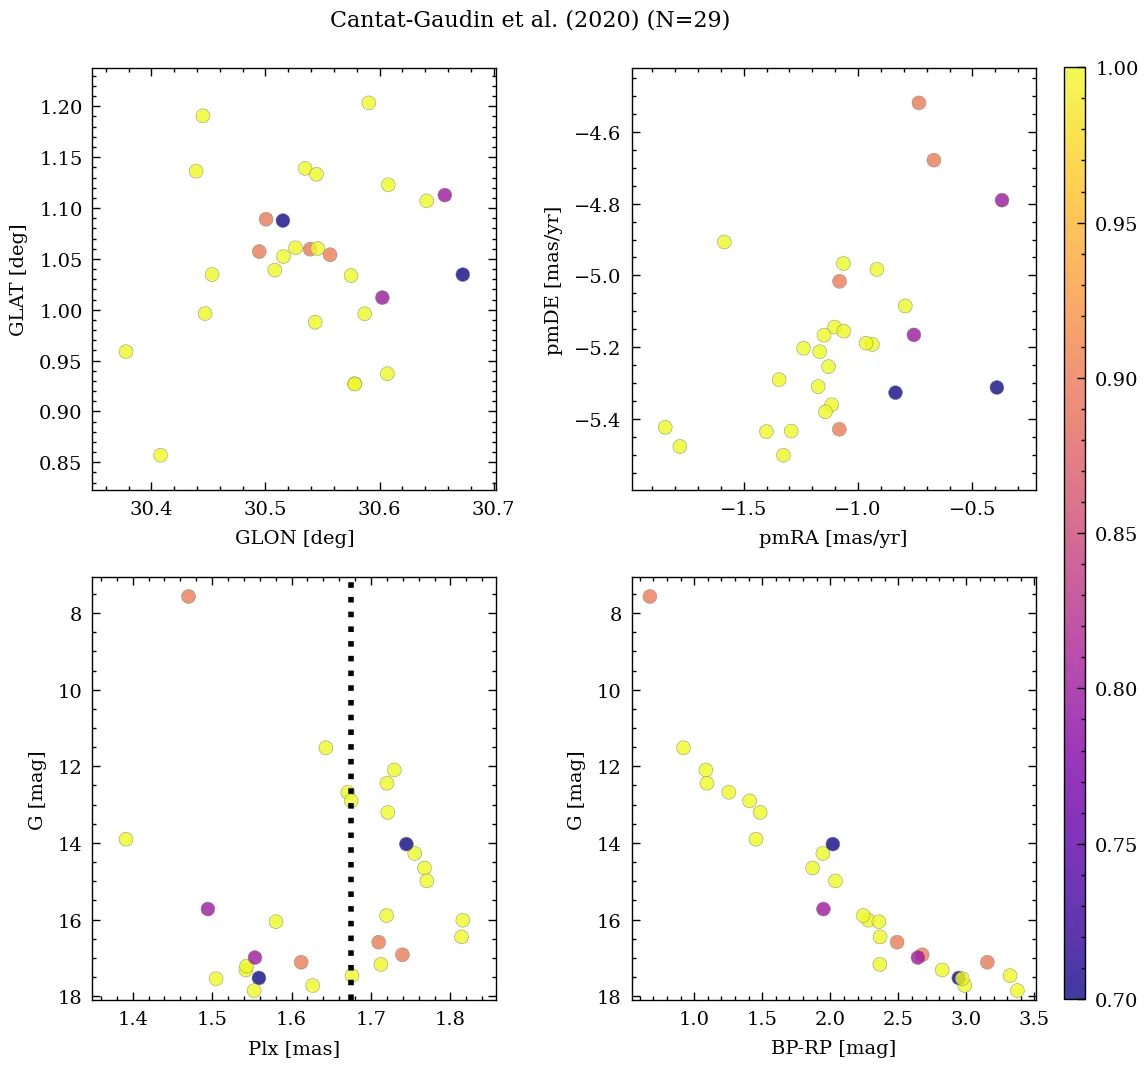 Cantat-Gaudin et al. (2020) (N=29)
1.20
1.15
1.10
1.05
1.00
0.95
0.90
0.85
GLAT [deg]
30.4 30.5 30.6 30.7
GLON [deg]
−4.6
−4.8
−5.0
−5.2
−5.4
pmDE [mas/yr]
−1.5 −1.0 −0.5
pmRA [mas/yr]
8
10
12
14
16
18
G [mag]
1.4 1.5 1.6 1.7 1.8
Plx [mas]
8
10
12
14
16
18
G [mag]
1.0 1.5 2.0 2.5 3.0 3.5
BP-RP [mag]
1.00
0.95
0.90
0.85
0.80
0.75
0.70